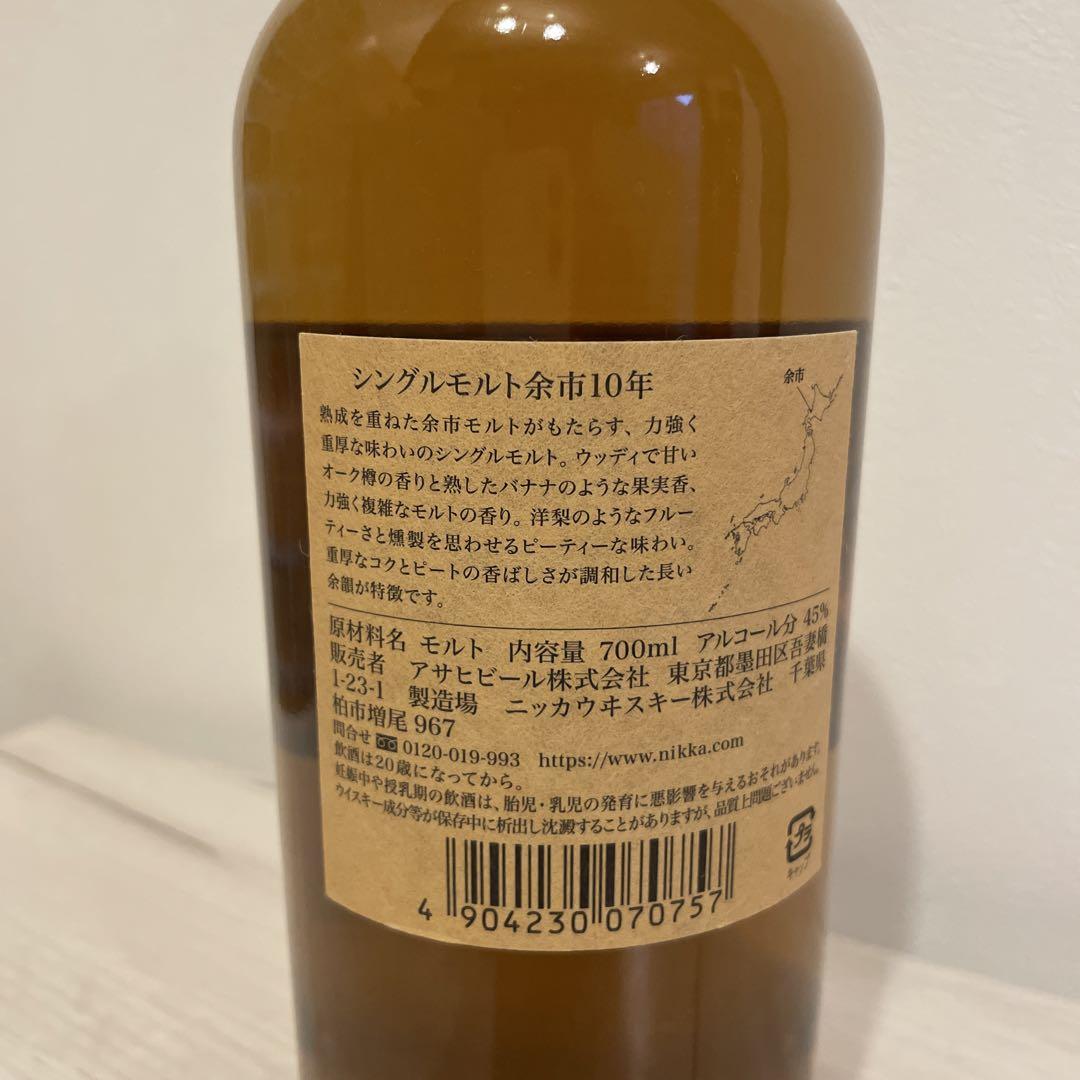 シングルモルト余市10年
余市
熟成を重ねた余市モルトがもたらす、力強く
重厚な味わいのシングルモルト。ウッディで甘い
オーク樽の香りと熟したバナナのような果実香、
力強く複雑なモルトの香り。洋梨のようなフルー
ティーさと燻製を思わせるピーティーな味わい。
重厚なコクとピートの香ばしさが調和した長い
余韻が特徴です。
原材料名 モルト 内容量 700ml アルコール分 45%
販売者 アサヒビール株式会社 東京都墨田区吾妻橋
1-23-1 製造場 ニッカウヰスキー株式会社 千葉県
柏市増尾967
問合せ 0120-019-993 https://www.nikka.com
飲酒は20歳になってから。
妊娠中や授乳期の飲酒は、胎児・乳児の発育に悪影響を与えるおそれがあります。
ウイスキー成分等が保存中に析出し沈澱することがありますが、品質上問題ございません。
プラ
キャップ
4 904230 070757